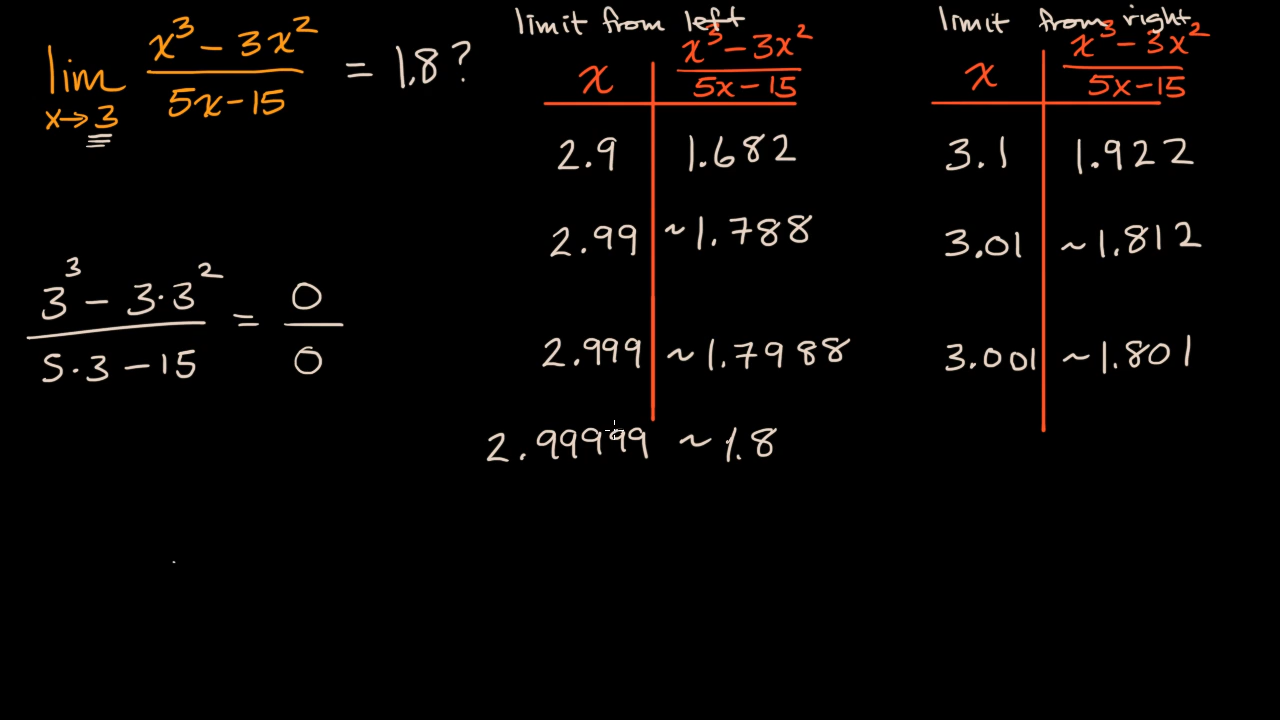 lim x→3 (x³ − 3x²)/(5x − 15) = 1.8?
(3³ − 3·3²)/(5·3 − 15) = 0/0
limit from left
x | (x³ − 3x²)/(5x − 15)
2.9 | 1.682
2.99 | ~1.788
2.999 | ~1.7988
2.99999 ~1.8
limit from right
x | (x³ − 3x²)/(5x − 15)
3.1 | 1.922
3.01 | ~1.812
3.001 | ~1.801